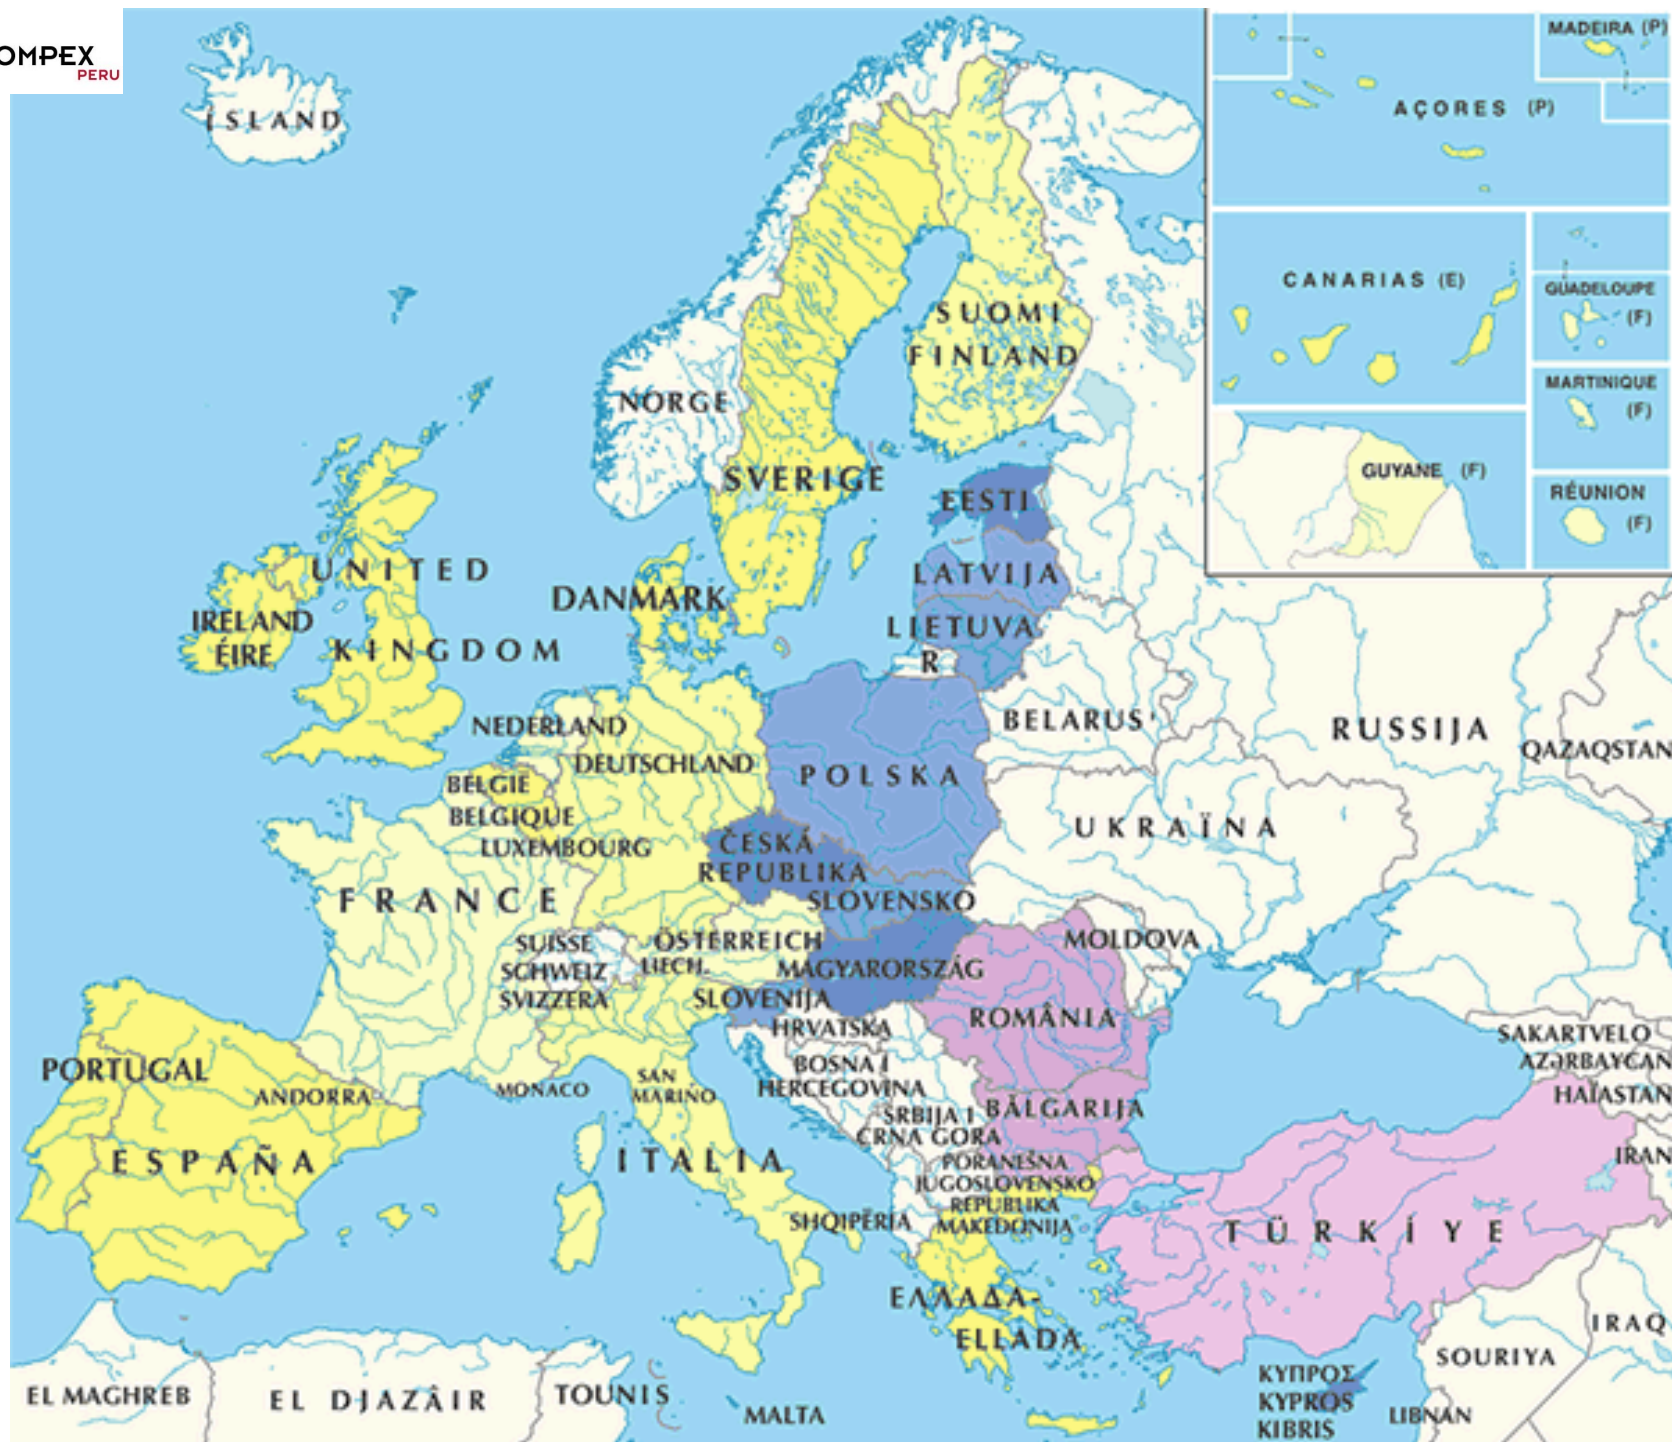 OMPEX
PERU
ÍSLAND
MADEIRA (P)
AÇORES (P)
CANARIAS (E)
GUADELOUPE
(F)
MARTINIQUE
(F)
GUYANE (F)
RÉUNION
(F)
SUOMI
FINLAND
NORGE
SVERIGE
EESTI
LATVIJA
LIETUVA
R
UNITED
KINGDOM
IRELAND
ÉIRE
DANMARK
NEDERLAND
DEUTSCHLAND
BELGIE
BELGIQUE
LUXEMBOURG
POLSKA
BELARUS'
RUSSIJA
QAZAQSTAN
UKRAÏNA
ČESKÁ
REPUBLIKA
SLOVENSKO
FRANCE
SUISSE
SCHWEIZ
SVIZZERA
ÖSTERREICH
LIECH.
MAGYARORSZÁG
MOLDOVA
SLOVENIJA
HRVATSKA
ROMÂNIA
BOSNA I
HERCEGOVINA
SRBIJA I
CRNA GORA
BĂLGARIJA
PORANEŠNA
JUGOSLOVENSKO
REPUBLIKA
MAKEDONIJA
SHQIPËRIA
SAKARTVELO
AZƏRBAYCAN
HAÏASTAN
IRAN
PORTUGAL
ANDORRA
MONACO
SAN
MARINO
ESPAÑA
ITALIA
TÜRKİYE
ΕΛΛΑΔΑ-
ELLADA
IRAQ
SOURIYA
ΚΥΠΡΟΣ
KYPROS
KIBRIS
LIBNAN
EL MAGHREB
EL DJAZÂIR
TOUNIS
MALTA